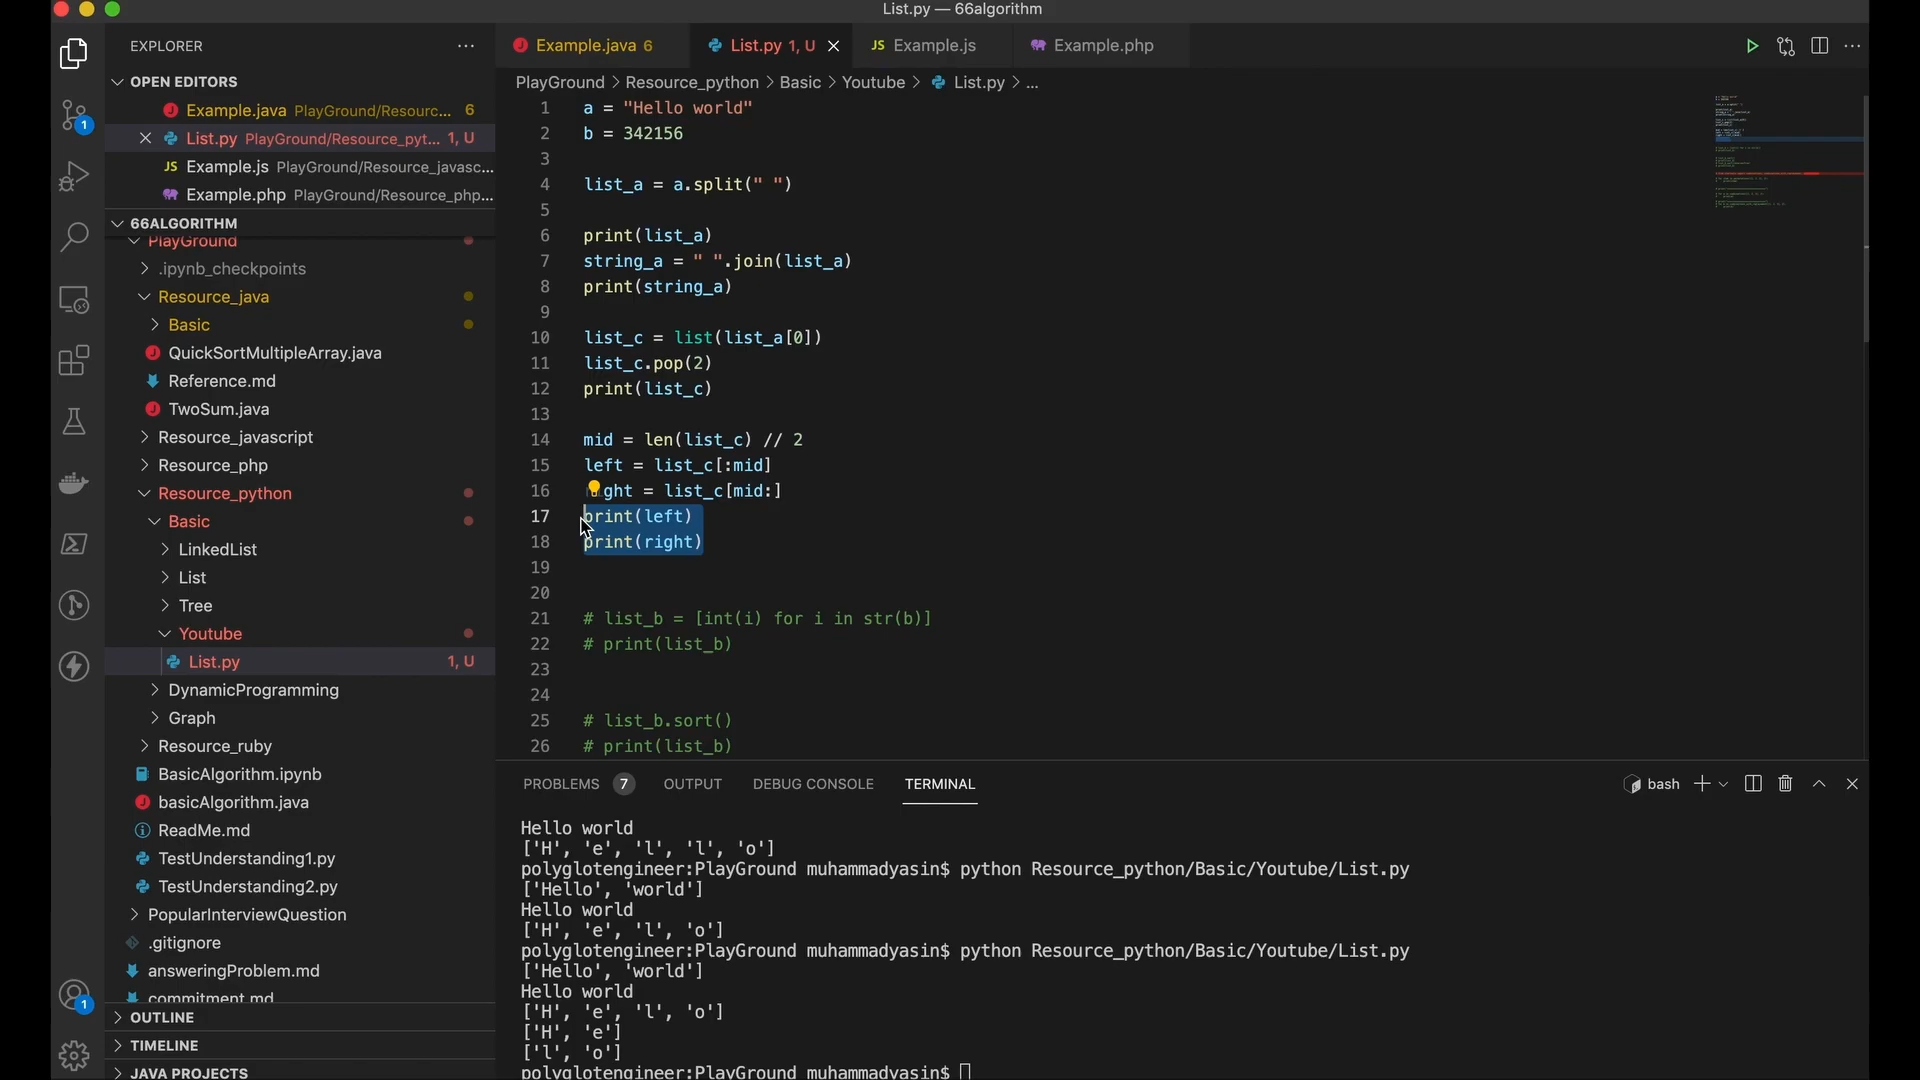 List.py — 66algorithm
EXPLORER
OPEN EDITORS
Example.java PlayGround/Resourc... 6
List.py PlayGround/Resource_pyt... 1, U
JS Example.js PlayGround/Resource_javasc...
Example.php PlayGround/Resource_php...
66ALGORITHM
PlayGround
.ipynb_checkpoints
Resource_java
Basic
QuickSortMultipleArray.java
Reference.md
TwoSum.java
Resource_javascript
Resource_php
Resource_python
Basic
LinkedList
List
Tree
Youtube
List.py 1, U
DynamicProgramming
Graph
Resource_ruby
BasicAlgorithm.ipynb
basicAlgorithm.java
ReadMe.md
TestUnderstanding1.py
TestUnderstanding2.py
PopularInterviewQuestion
.gitignore
answeringProblem.md
commitment.md
OUTLINE
TIMELINE
JAVA PROJECTS
1
1
Example.java 6
List.py 1, U
JS Example.js
Example.php
PlayGround > Resource_python > Basic > Youtube > List.py > ...
1 a = "Hello world"
2 b = 342156
3
4 list_a = a.split(" ")
5
6 print(list_a)
7 string_a = " ".join(list_a)
8 print(string_a)
9
10 list_c = list(list_a[0])
11 list_c.pop(2)
12 print(list_c)
13
14 mid = len(list_c) // 2
15 left = list_c[:mid]
16 right = list_c[mid:]
17 print(left)
18 print(right)
19
20
21 # list_b = [int(i) for i in str(b)]
22 # print(list_b)
23
24
25 # list_b.sort()
26 # print(list_b)
PROBLEMS 7 OUTPUT DEBUG CONSOLE TERMINAL
bash
Hello world
['H', 'e', 'l', 'l', 'o']
polyglotengineer:PlayGround muhammadyasin$ python Resource_python/Basic/Youtube/List.py
['Hello', 'world']
Hello world
['H', 'e', 'l', 'o']
polyglotengineer:PlayGround muhammadyasin$ python Resource_python/Basic/Youtube/List.py
['Hello', 'world']
Hello world
['H', 'e', 'l', 'o']
['H', 'e']
['l', 'o']
polyglotengineer:PlayGround muhammadyasin$